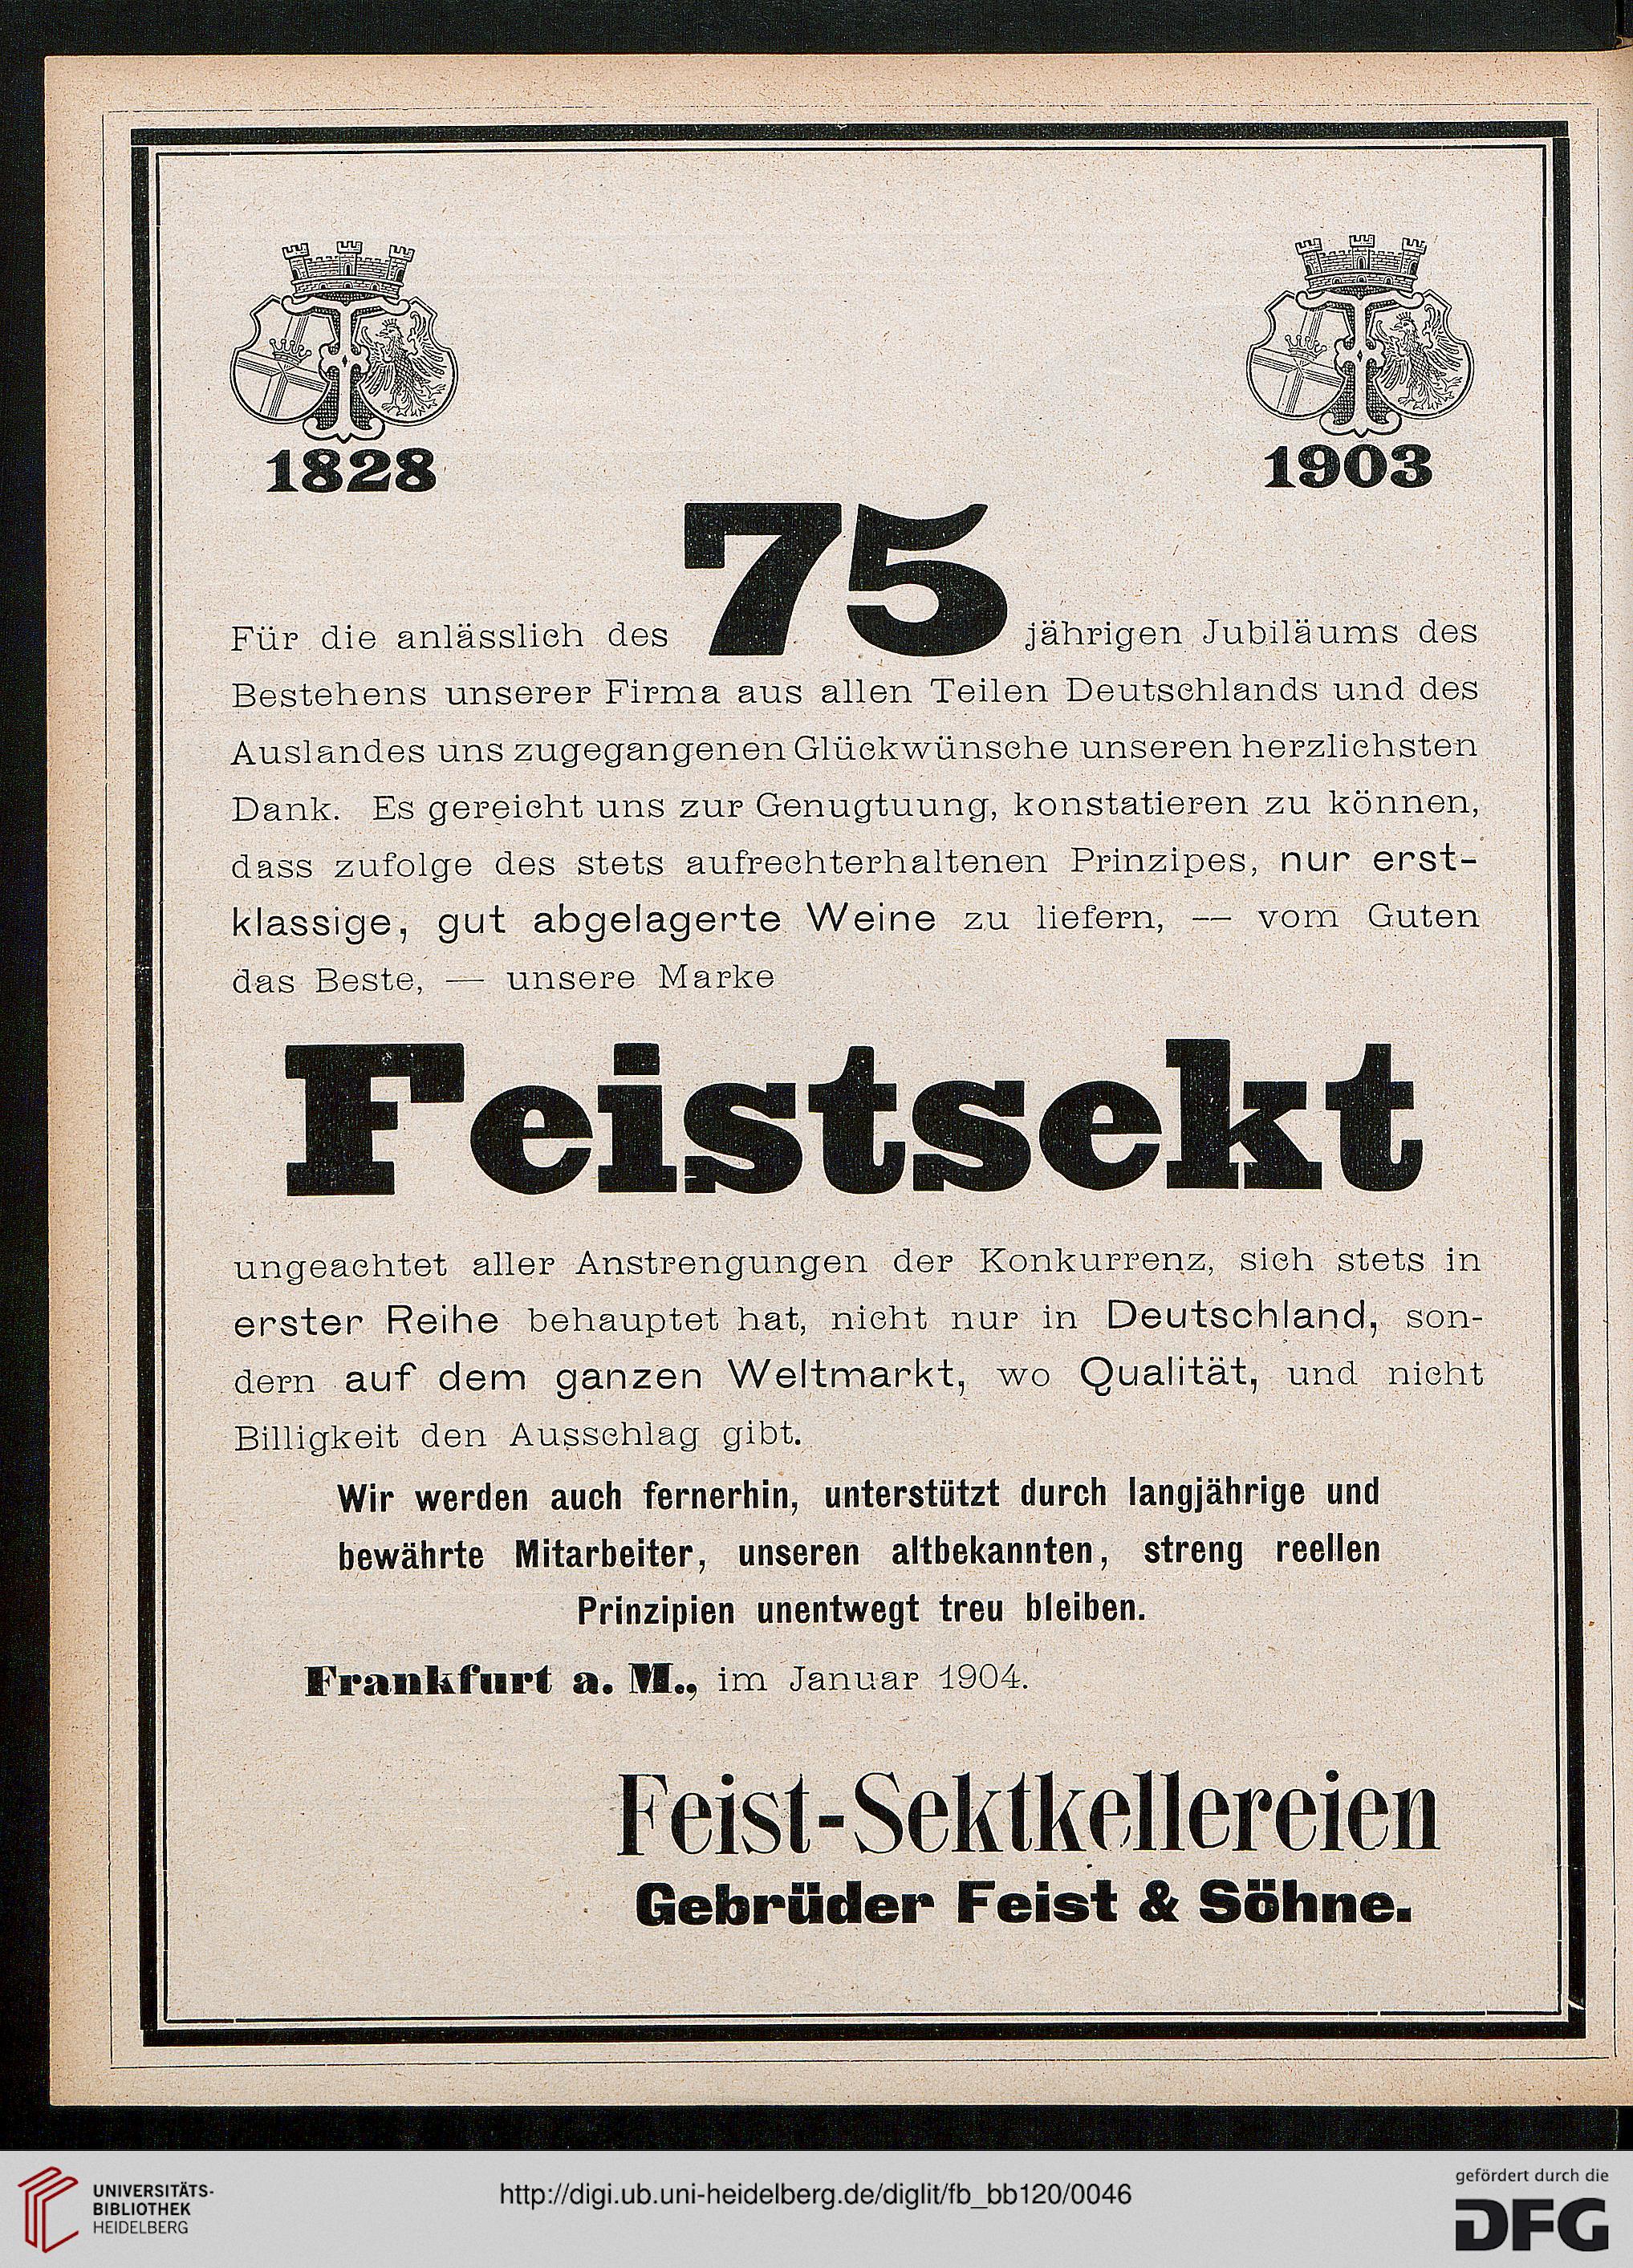 1828
1903
Für die anlässlich des 75 jährigen Jubiläums des
Bestehens unserer Firma aus allen Teilen Deutschlands und des
Auslandes uns zugegangenen Glückwünsche unseren herzlichsten
Dank. Es gereicht uns zur Genugtuung, konstatieren zu können,
dass zufolge des stets aufrechterhaltenen Prinzipes, nur erst-
klassige, gut abgelagerte Weine zu liefern, — vom Guten
das Beste, — unsere Marke
Feistsekt
ungeachtet aller Anstrengungen der Konkurrenz, sich stets in
erster Reihe behauptet hat, nicht nur in Deutschland, son-
dern auf dem ganzen Weltmarkt, wo Qualität, und nicht
Billigkeit den Ausschlag gibt.
Wir werden auch fernerhin, unterstützt durch langjährige und
bewährte Mitarbeiter, unseren altbekannten, streng reellen
Prinzipien unentwegt treu bleiben.
Frankfurt a. M., im Januar 1904.
Feist-Sektkellereien
Gebrüder Feist & Söhne.
UNIVERSITÄTS-
BIBLIOTHEK
HEIDELBERG
http://digi.ub.uni-heidelberg.de/diglit/fb_bb120/0046
gefördert durch die
DFG